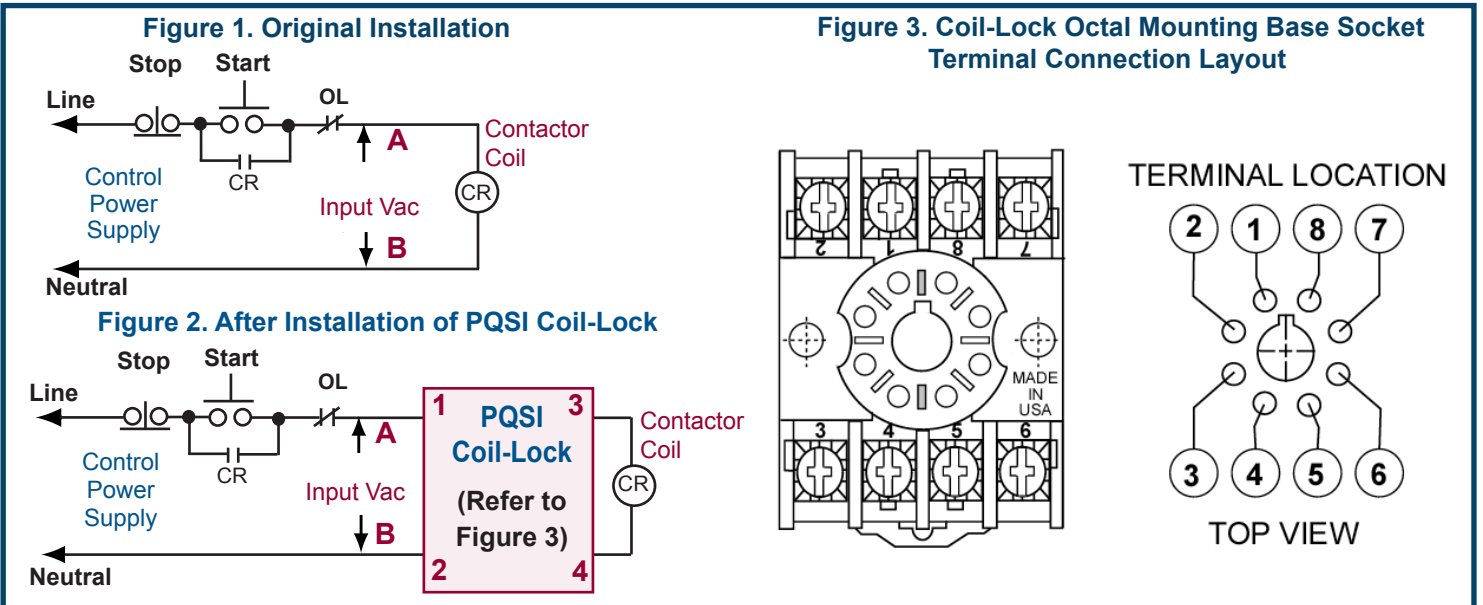 Figure 1. Original Installation
Stop Start
Line
OL
A
Contactor
Coil
CR
CR
Control
Power
Supply
Input Vac
B
Neutral
Figure 2. After Installation of PQSI Coil-Lock
Stop Start
Line
OL
A
CR
Control
Power
Supply
Input Vac
B
Neutral
1 3
PQSI
Coil-Lock
(Refer to
Figure 3)
2 4
Contactor
Coil
CR
Figure 3. Coil-Lock Octal Mounting Base Socket
Terminal Connection Layout
2 1 8 7
MADE
IN
USA
3 4 5 6
TERMINAL LOCATION
2 1 8 7
3 4 5 6
TOP VIEW